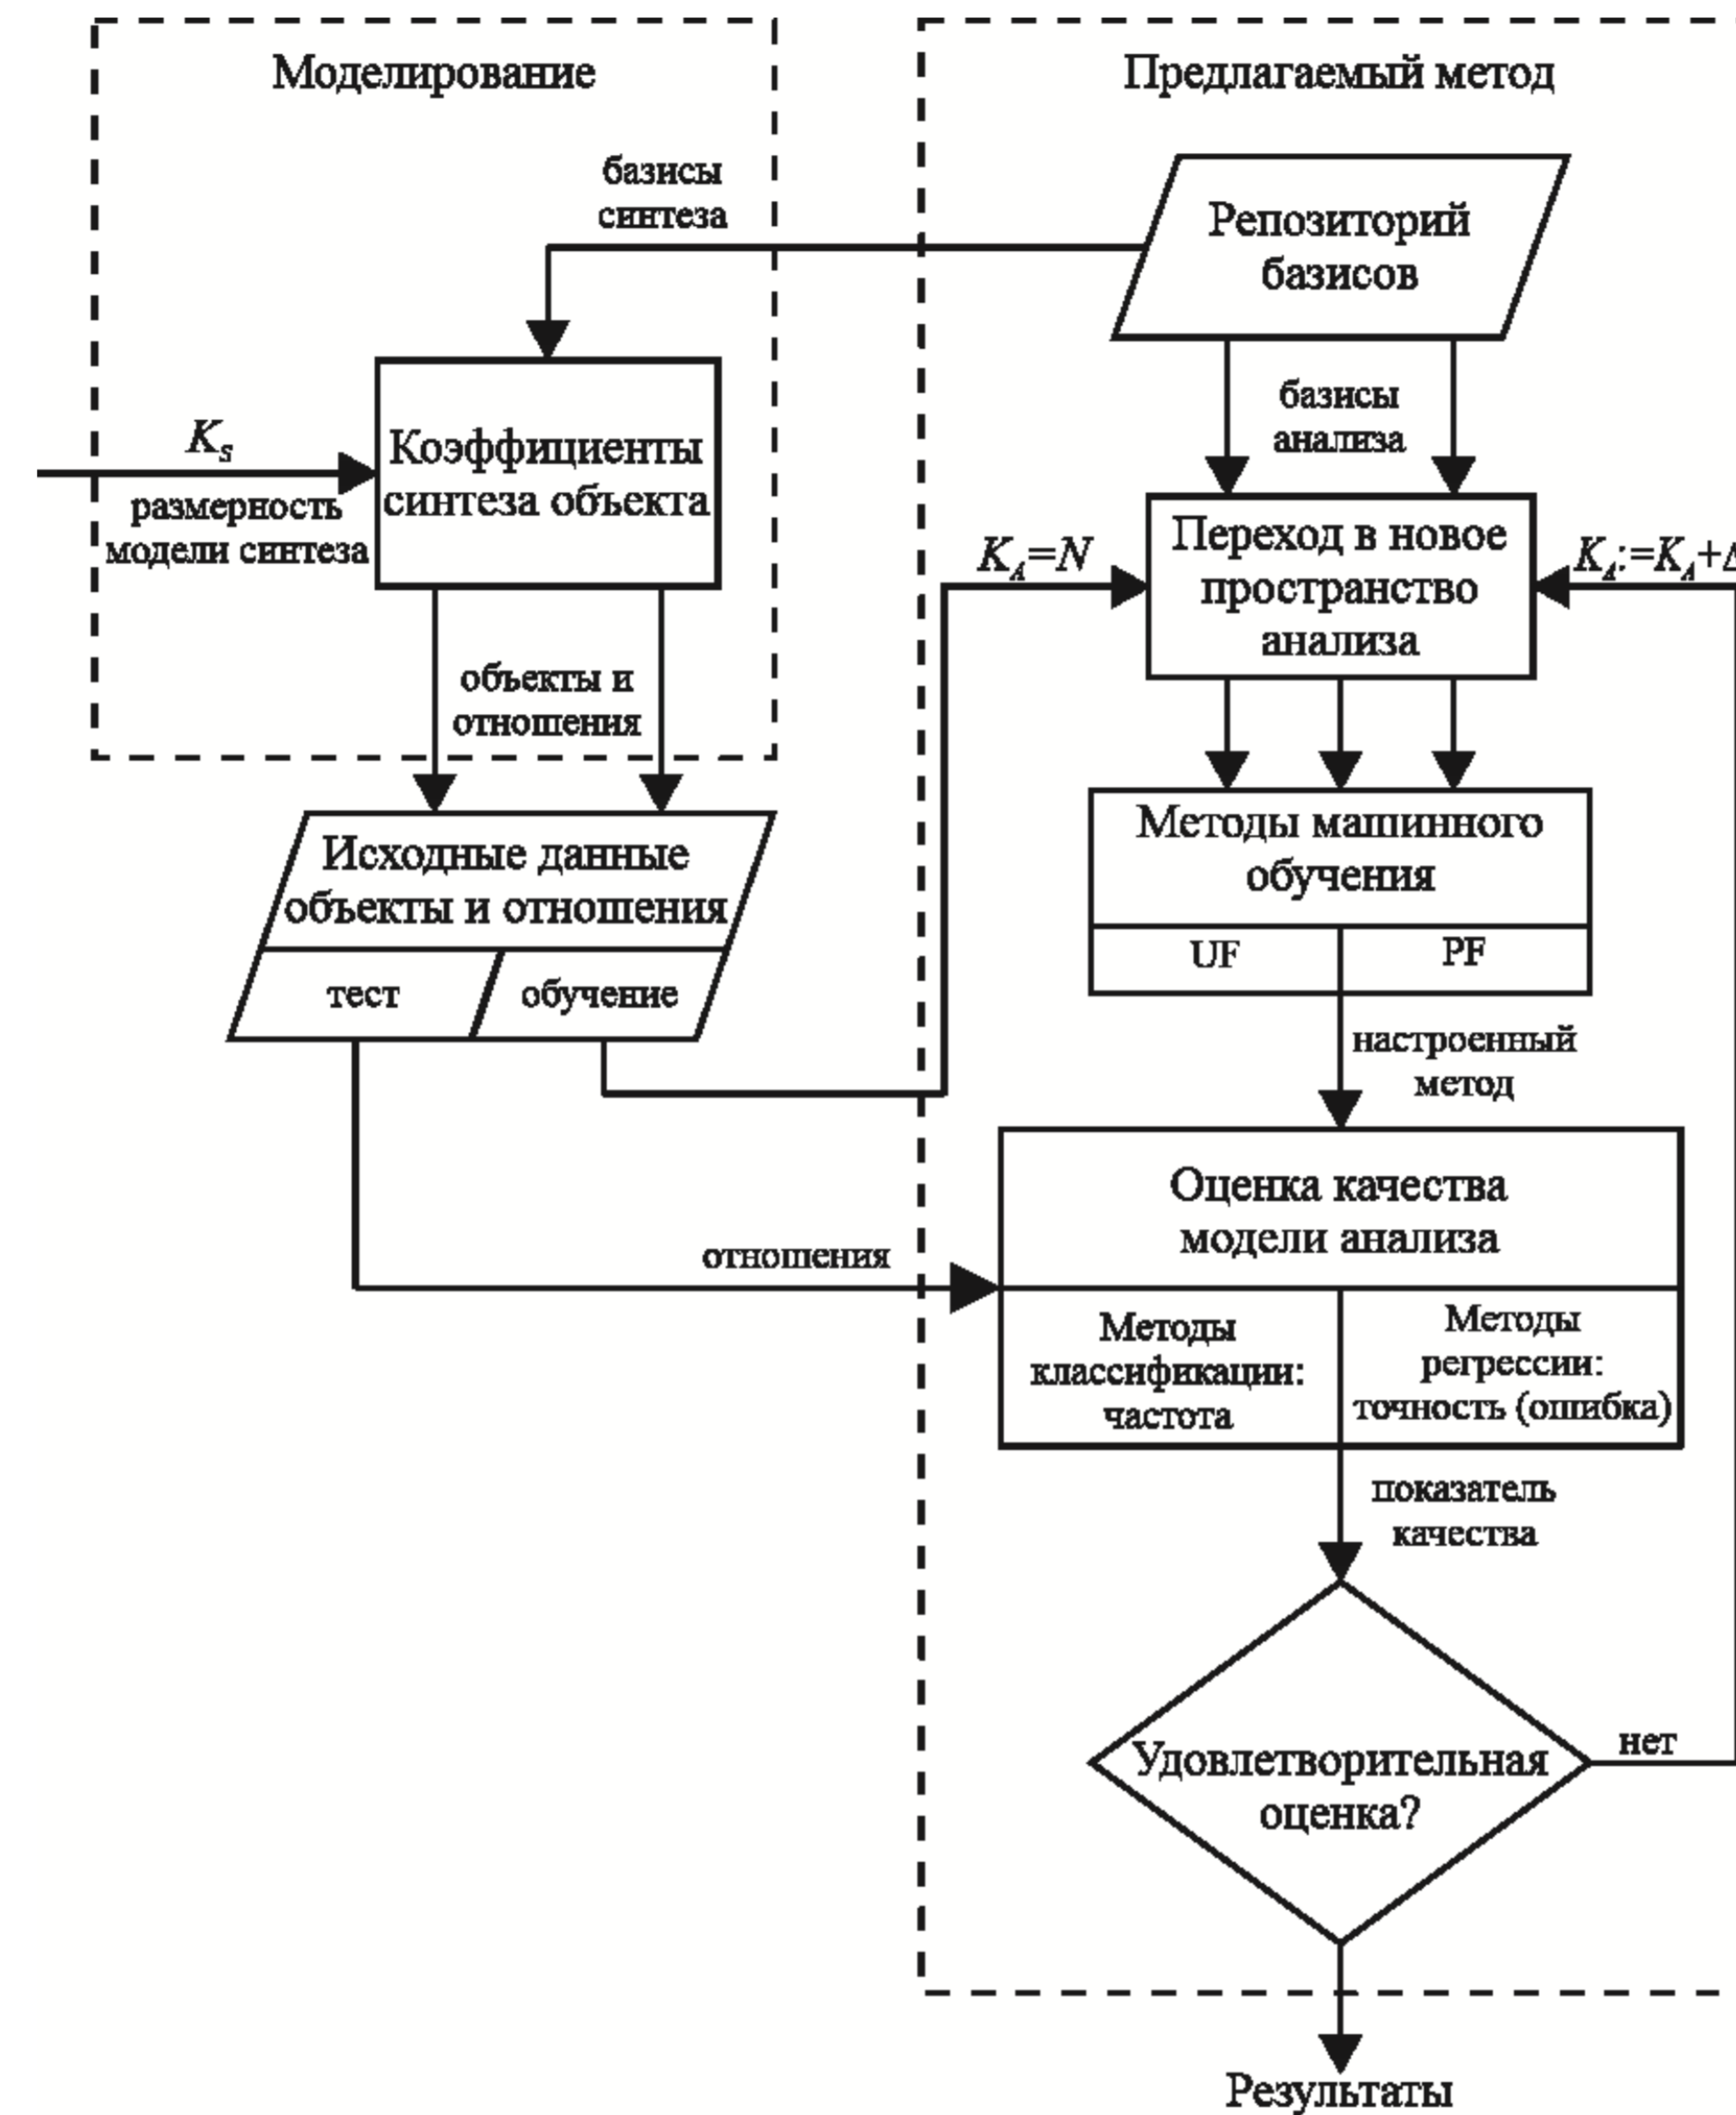 Моделирование
Предлагаемый метод
базисы
синтеза
Репозиторий
базисов
базисы
анализа
K_s
размерность
модели синтеза
Коэффициенты
синтеза объекта
K_A=N
Переход в новое
пространство
анализа
K_A:=K_A+
объекты и
отношения
Исходные данные
объекты и отношения
тест
обучение
Методы машинного
обучения
UF
PF
настроенный
метод
Оценка качества
модели анализа
отношения
Методы
классификации:
частота
Методы
регрессии:
точность (ошибка)
показатель
качества
Удовлетворительная
оценка?
нет
Результаты